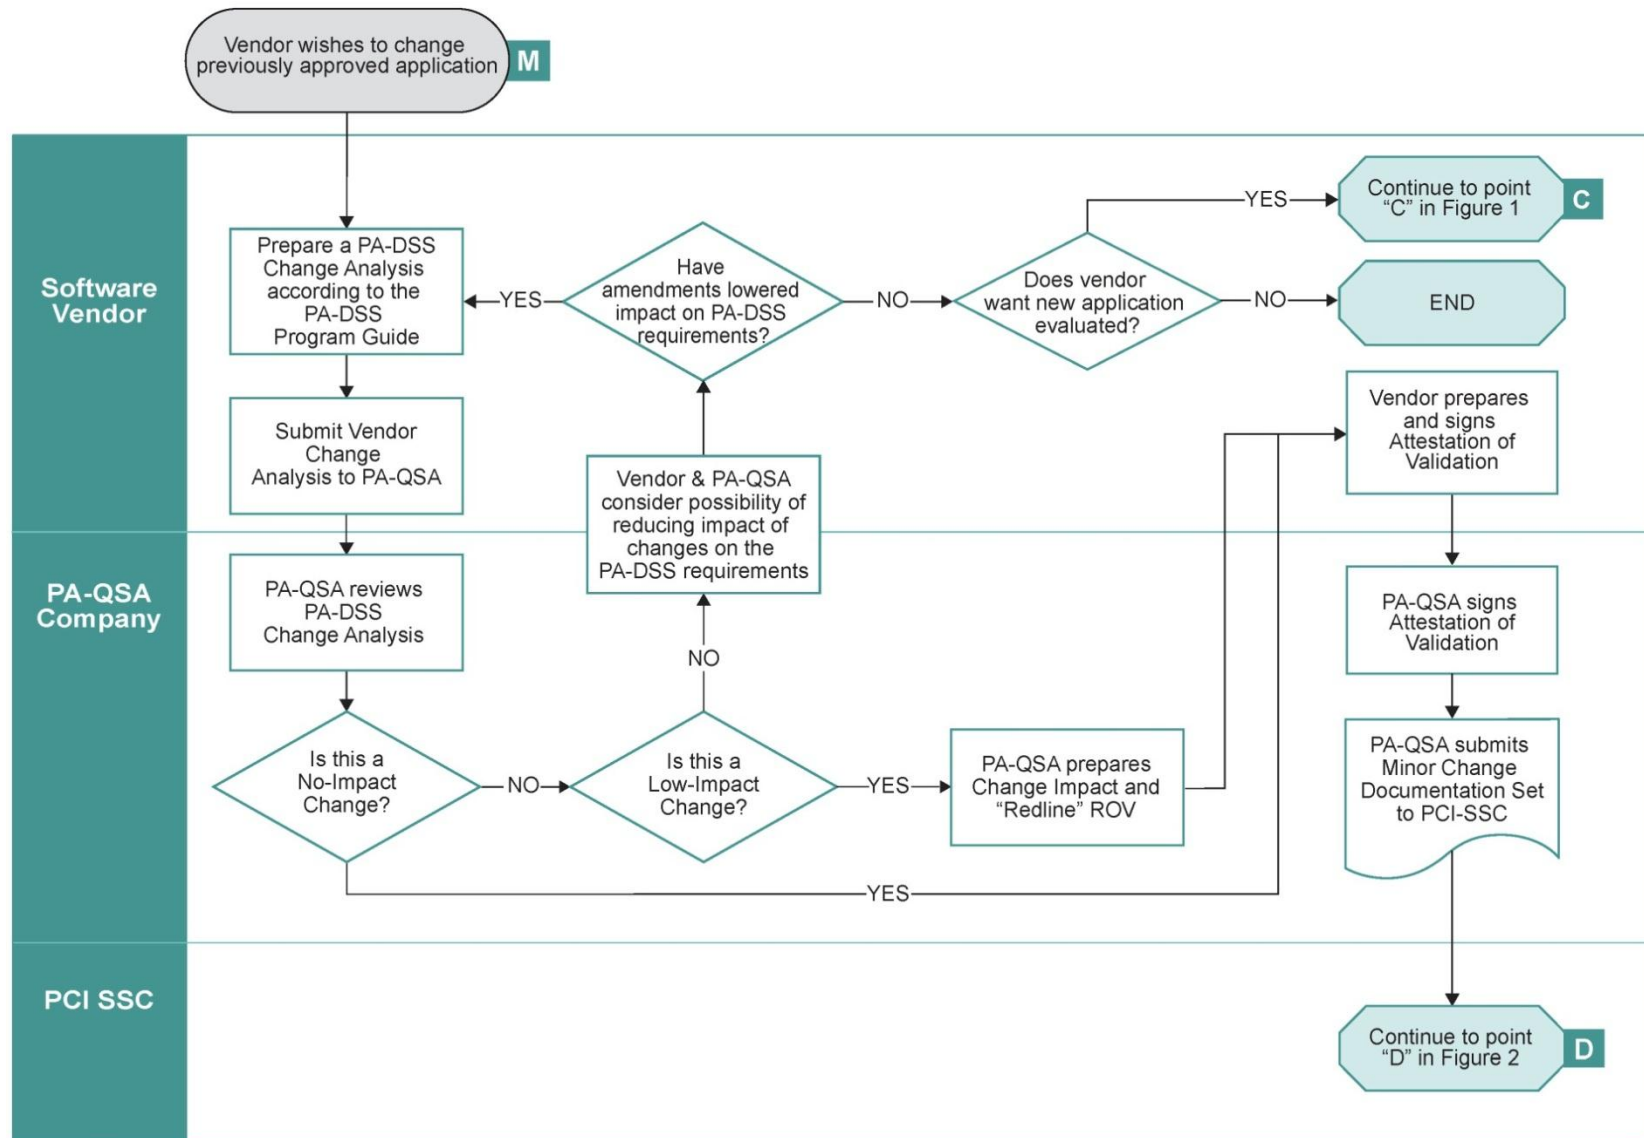 Vendor wishes to change
previously approved application
M
Software
Vendor
Prepare a PA-DSS
Change Analysis
according to the
PA-DSS
Program Guide
YES
Have
amendments lowered
impact on PA-DSS
requirements?
NO
Does vendor
want new application
evaluated?
YES
Continue to point
“C” in Figure 1
C
NO
END
Submit Vendor
Change
Analysis to PA-QSA
Vendor & PA-QSA
consider possibility of
reducing impact of
changes on the
PA-DSS requirements
Vendor prepares
and signs
Attestation of
Validation
PA-QSA
Company
PA-QSA reviews
PA-DSS
Change Analysis
NO
PA-QSA signs
Attestation of
Validation
Is this a
No-Impact
Change?
NO
Is this a
Low-Impact
Change?
YES
PA-QSA prepares
Change Impact and
“Redline” ROV
PA-QSA submits
Minor Change
Documentation Set
to PCI-SSC
YES
PCI SSC
Continue to point
“D” in Figure 2
D